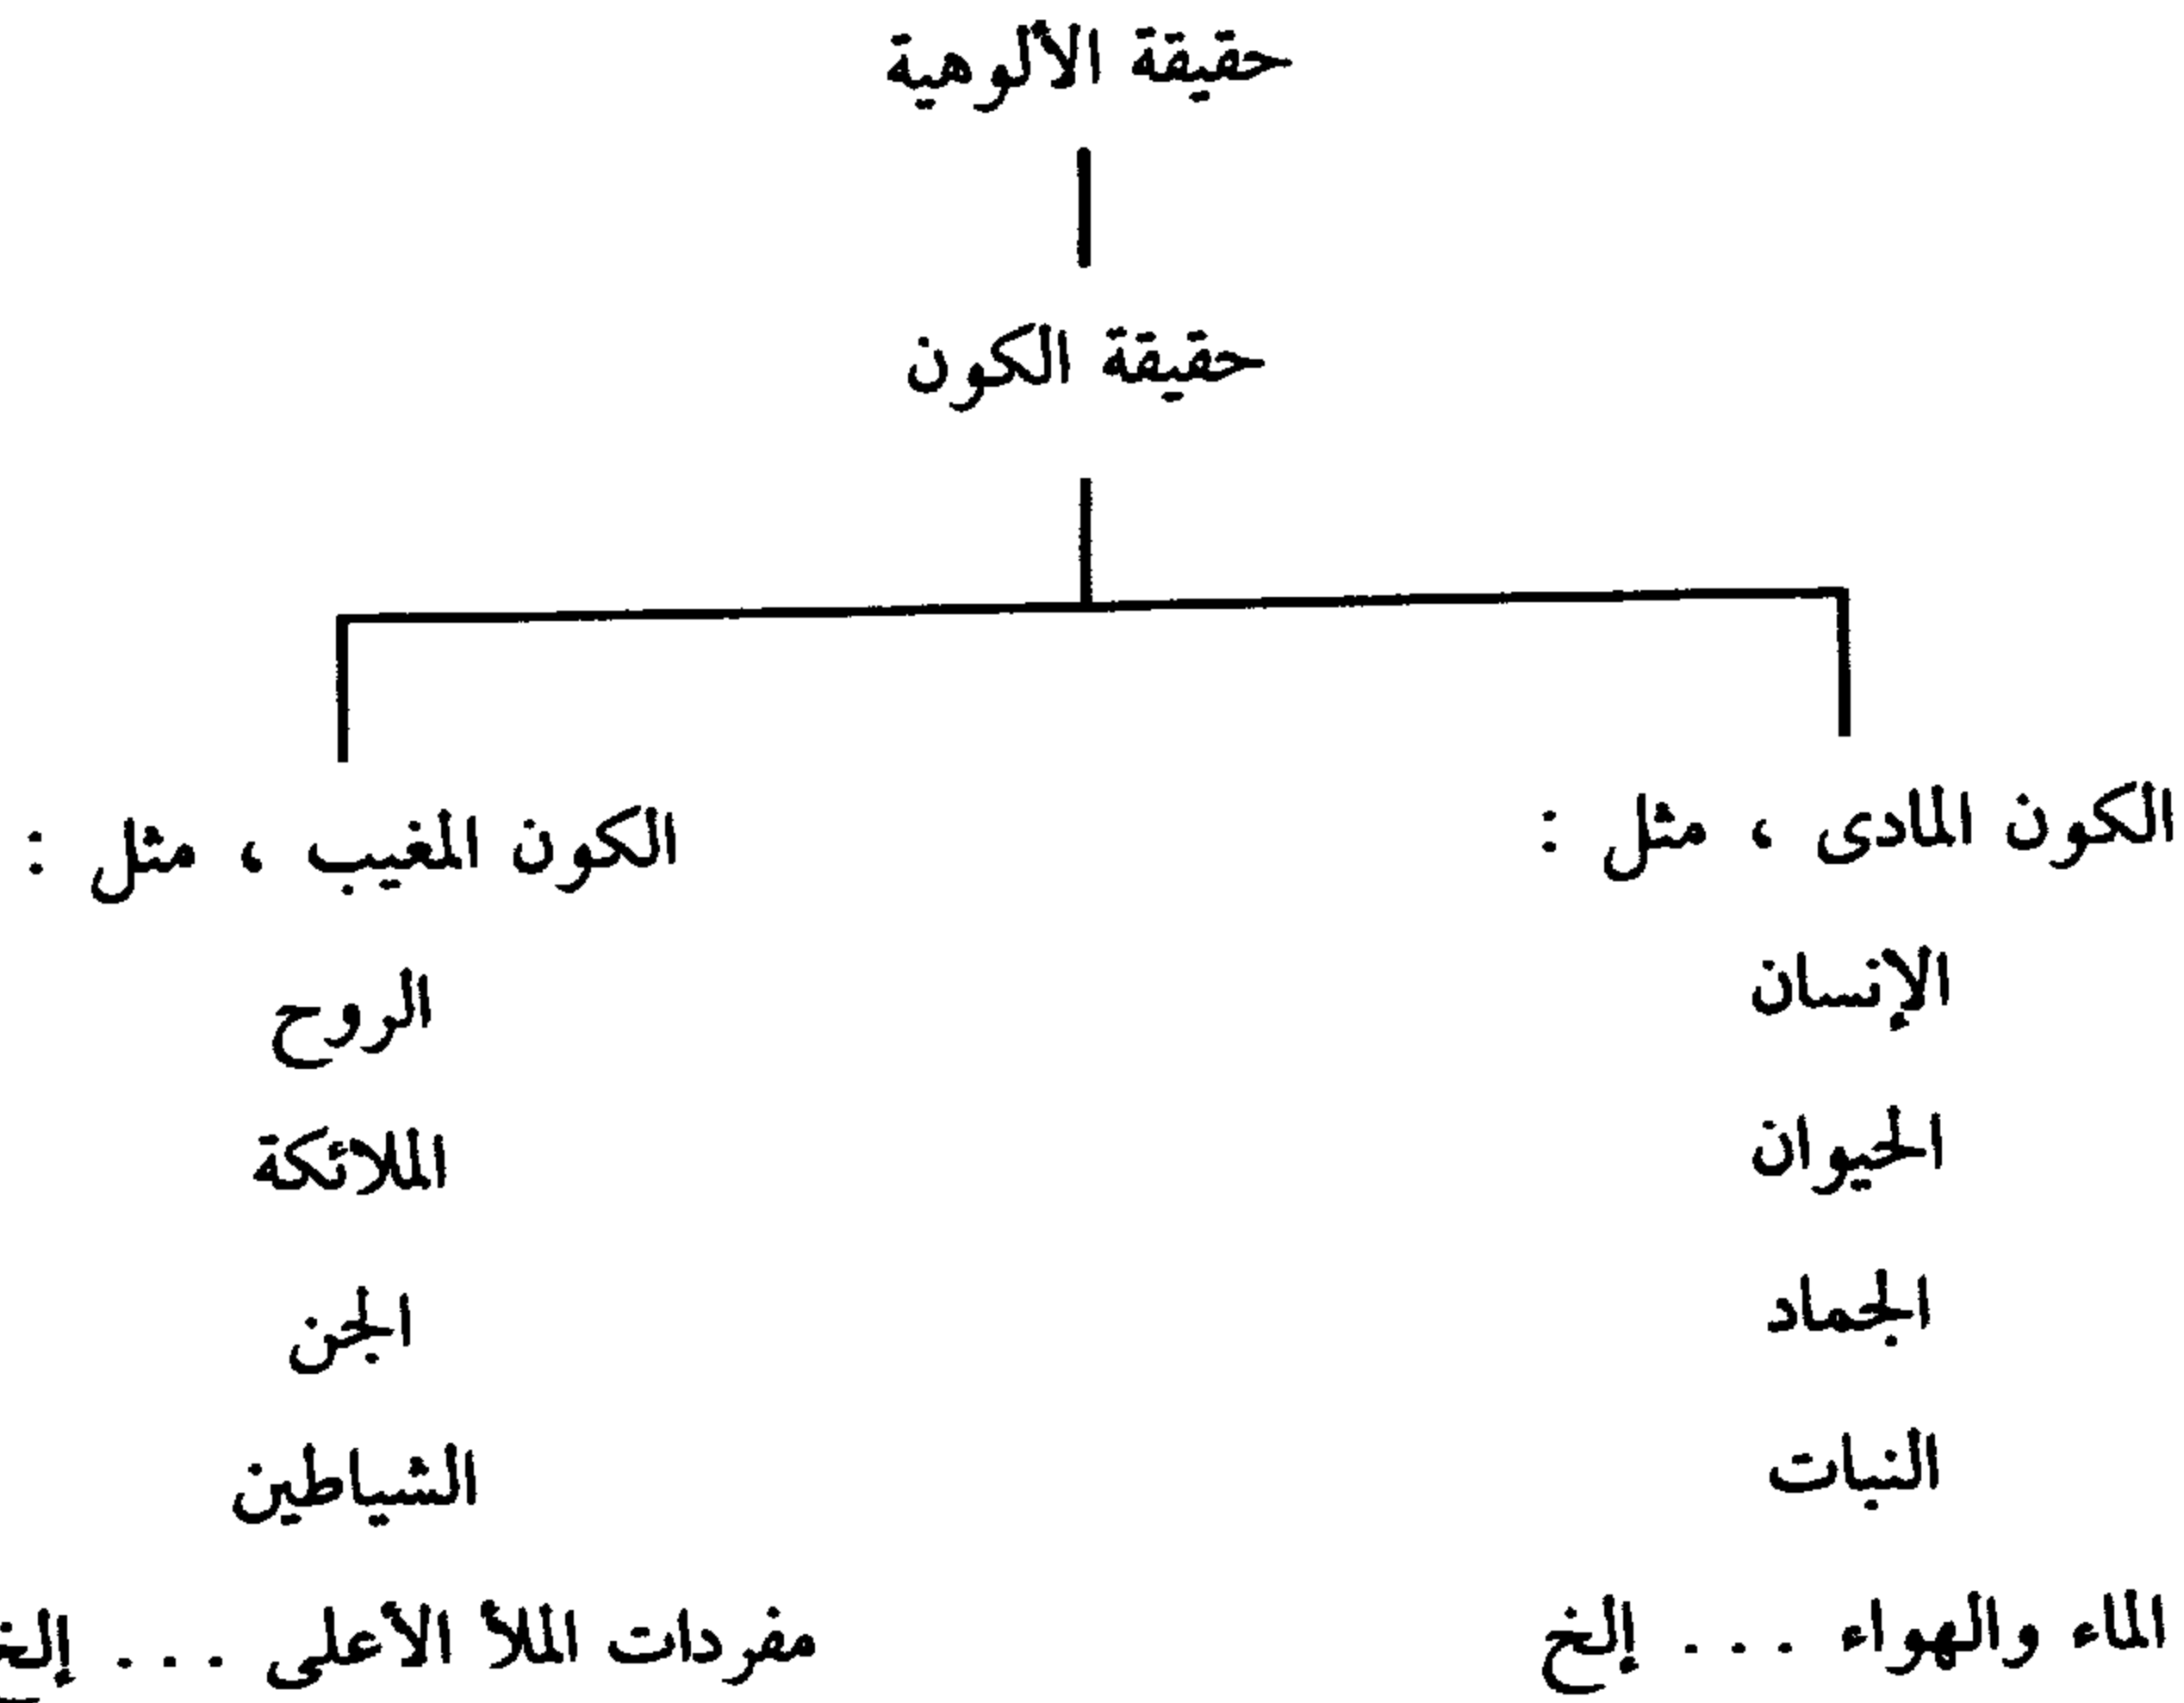 حقيقة الألوهية
حقيقة الكون
الكون المادى ، مثل :
الإنسان
الحيوان
الجماد
النبات
الماء والهواء ... إلخ
الكون المغيب ، مثل :
الروح
الملائكة
الجن
الشياطين
مفردات الملأ الأعلى ... إلخ